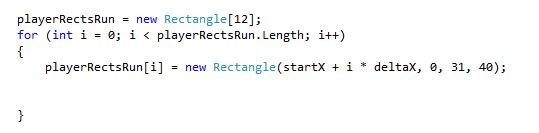 playerRectsRun = new Rectangle[12];
for (int i = 0; i < playerRectsRun.Length; i++)
{
    playerRectsRun[i] = new Rectangle(startX + i * deltaX, 0, 31, 40);
}